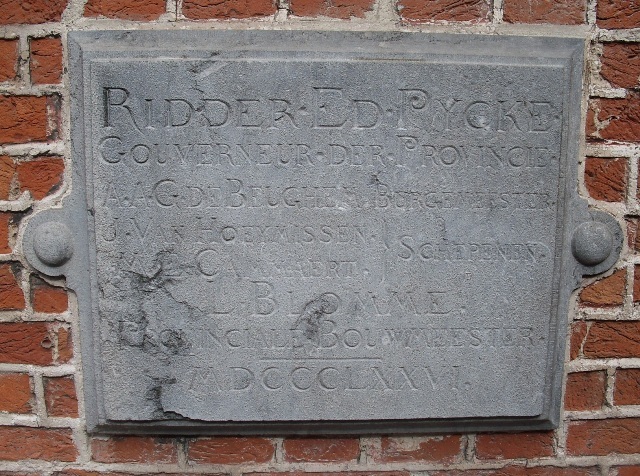 RIDDER·ED·PYCKE·
GOUVERNEUR·DER·PROVINCIE·
A·A·G·DE BEUGHEM·BURGEMEESTER·
J·VAN HOEYMISSEN
CAMMAERT
SCHEPENEN·
L·BLOMME
PROVINCIALE·BOUWMEESTER·
MDCCCLXXVI.